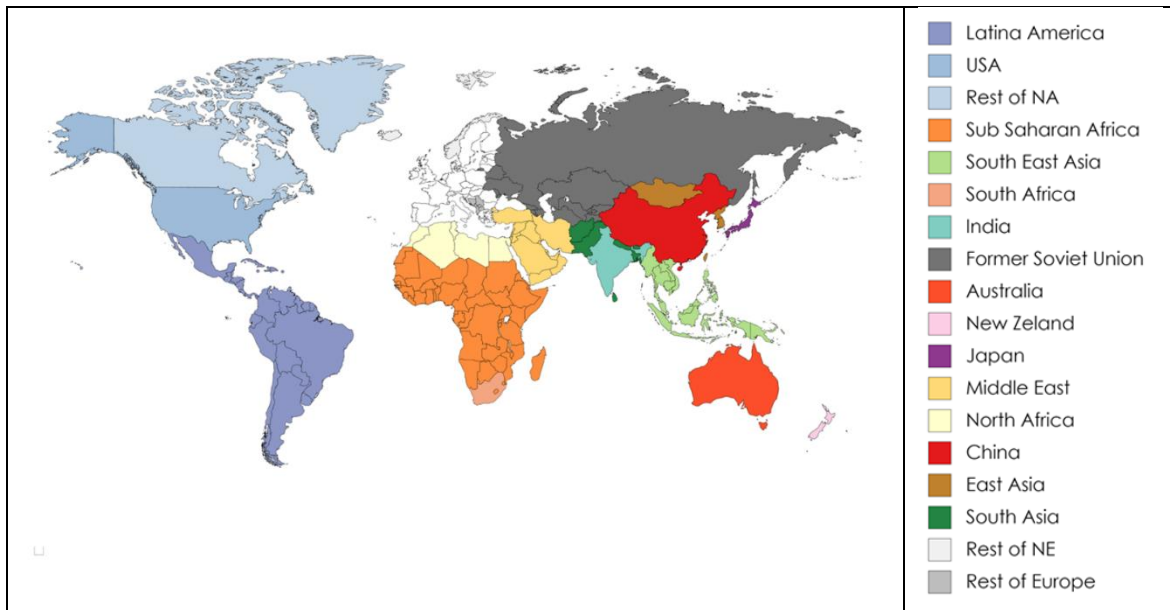 Latina America
USA
Rest of NA
Sub Saharan Africa
South East Asia
South Africa
India
Former Soviet Union
Australia
New Zeland
Japan
Middle East
North Africa
China
East Asia
South Asia
Rest of NE
Rest of Europe